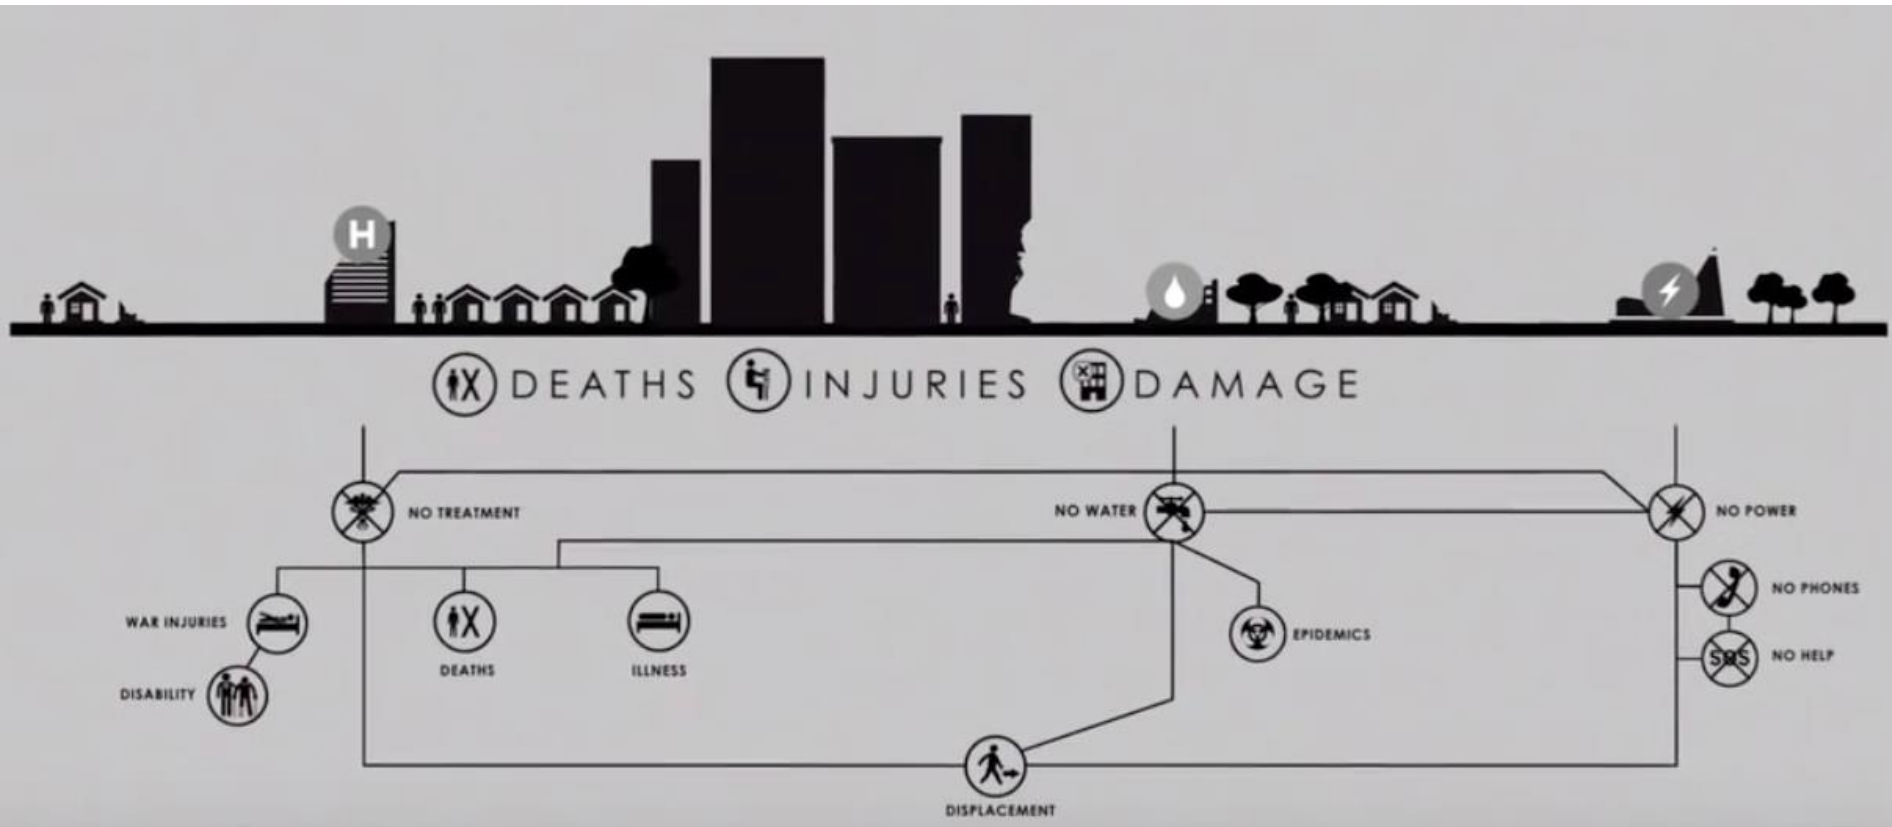 H
DEATHS INJURIES DAMAGE
NO TREATMENT
NO WATER
NO POWER
NO PHONES
WAR INJURIES
DEATHS
ILLNESS
EPIDEMICS
SOS
NO HELP
DISABILITY
DISPLACEMENT